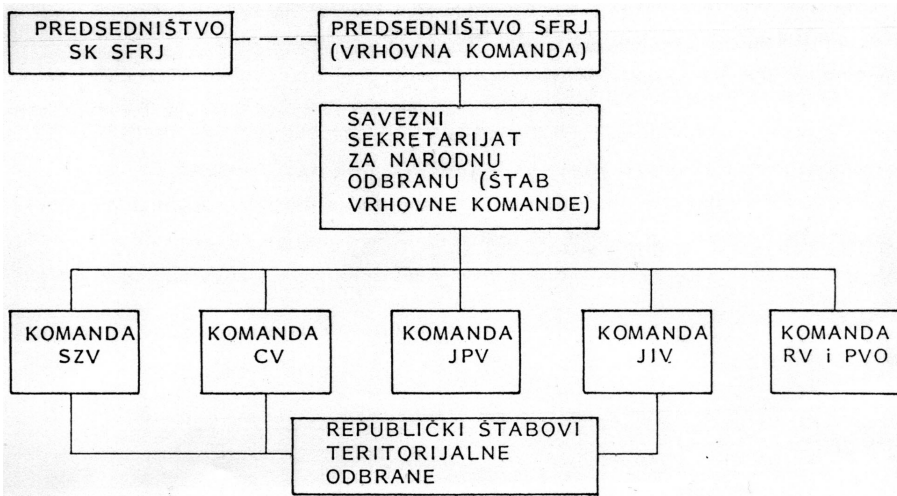 PREDSEDNIŠTVO
SK SFRJ
PREDSEDNIŠTVO SFRJ
(VRHOVNA KOMANDA)
SAVEZNI
SEKRETARIJAT
ZA NARODNU
ODBRANU (ŠTAB
VRHOVNE KOMANDE)
KOMANDA
SZV
KOMANDA
CV
KOMANDA
JPV
KOMANDA
JIV
KOMANDA
RV i PVO
REPUBLIČKI ŠTABOVI
TERITORIJALNE
ODBRANE